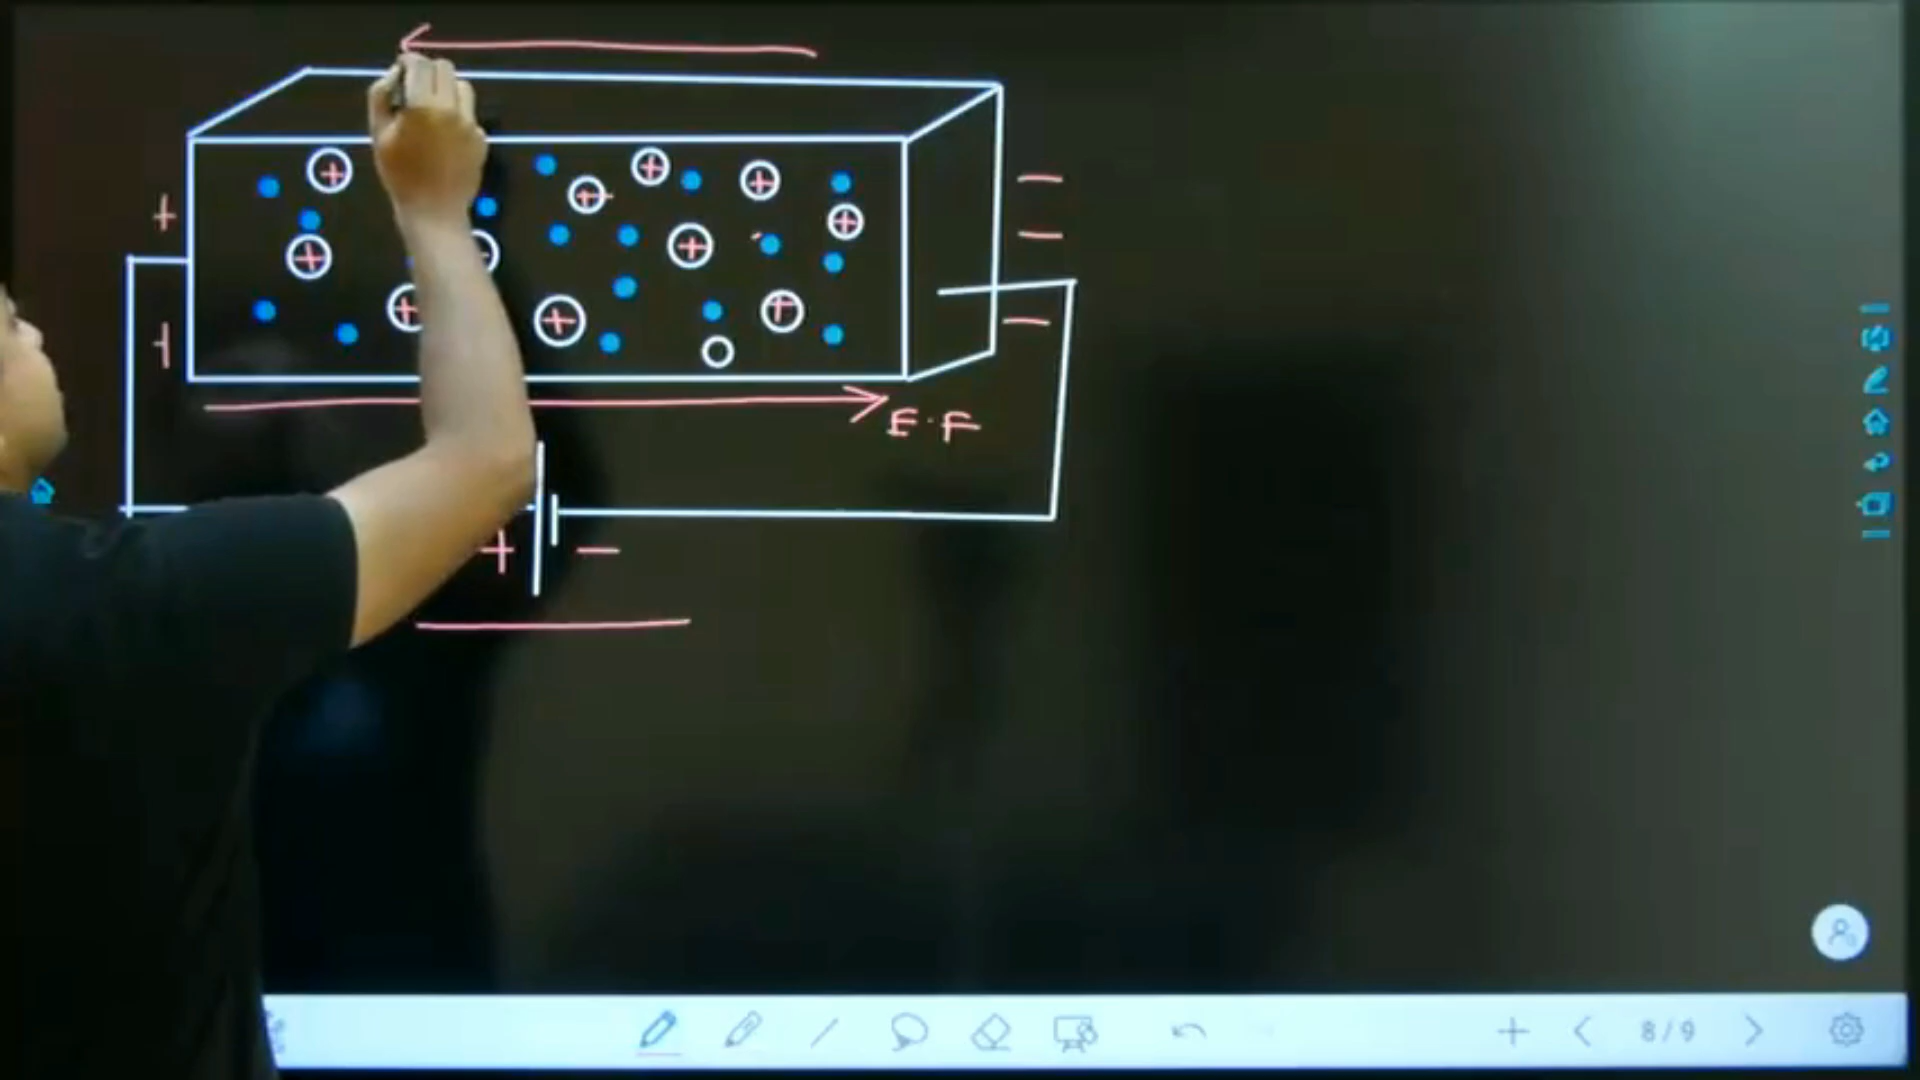 + + + + −
+
+ + + −
+ + + + + −
E.F
+ −
8/9